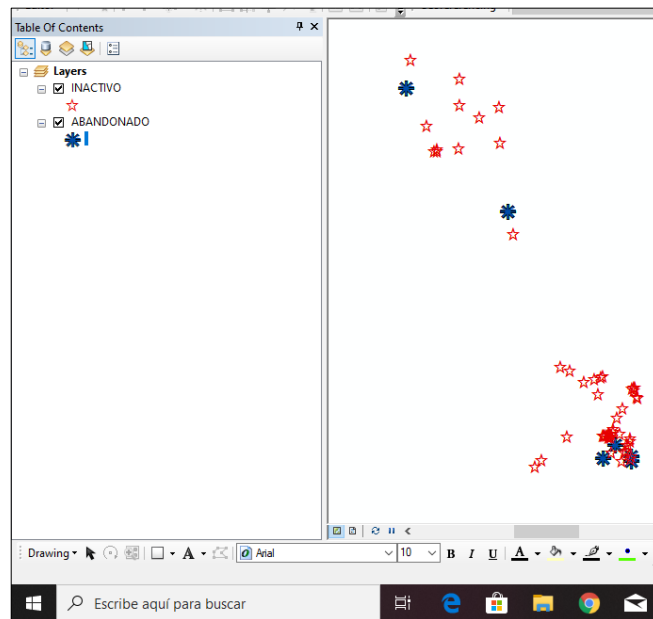 Table Of Contents
Layers
INACTIVO
ABANDONADO
Drawing A Arial 10 B I U A
Escribe aquí para buscar